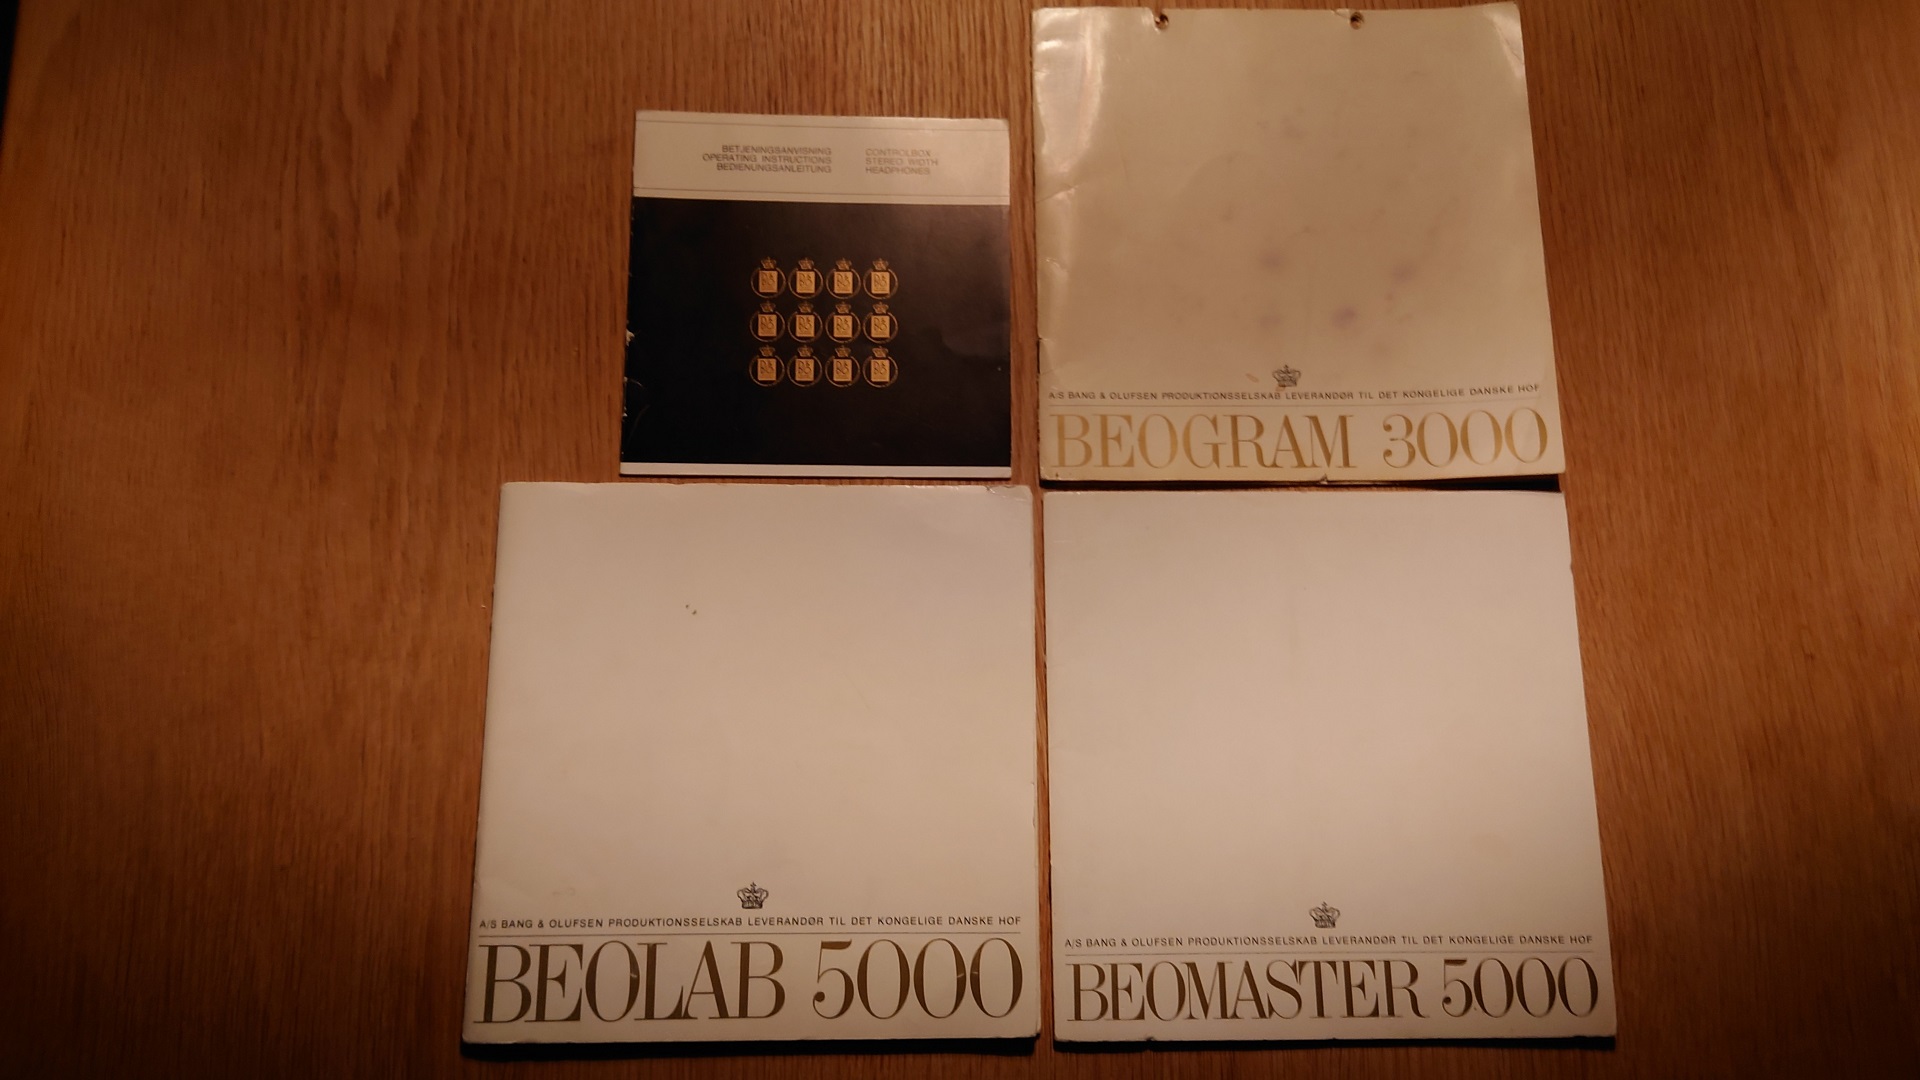 BETJENINGSANVISNING
OPERATING INSTRUCTIONS
BEDIENUNGSANLEITUNG
CONTROLBOX
STEREO WIDTH
HEADPHONES
A/S BANG & OLUFSEN PRODUKTIONSSELSKAB LEVERANDØR TIL DET KONGELIGE DANSKE HOF
BEOGRAM 3000
A/S BANG & OLUFSEN PRODUKTIONSSELSKAB LEVERANDØR TIL DET KONGELIGE DANSKE HOF
BEOLAB 5000
A/S BANG & OLUFSEN PRODUKTIONSSELSKAB LEVERANDØR TIL DET KONGELIGE DANSKE HOF
BEOMASTER 5000